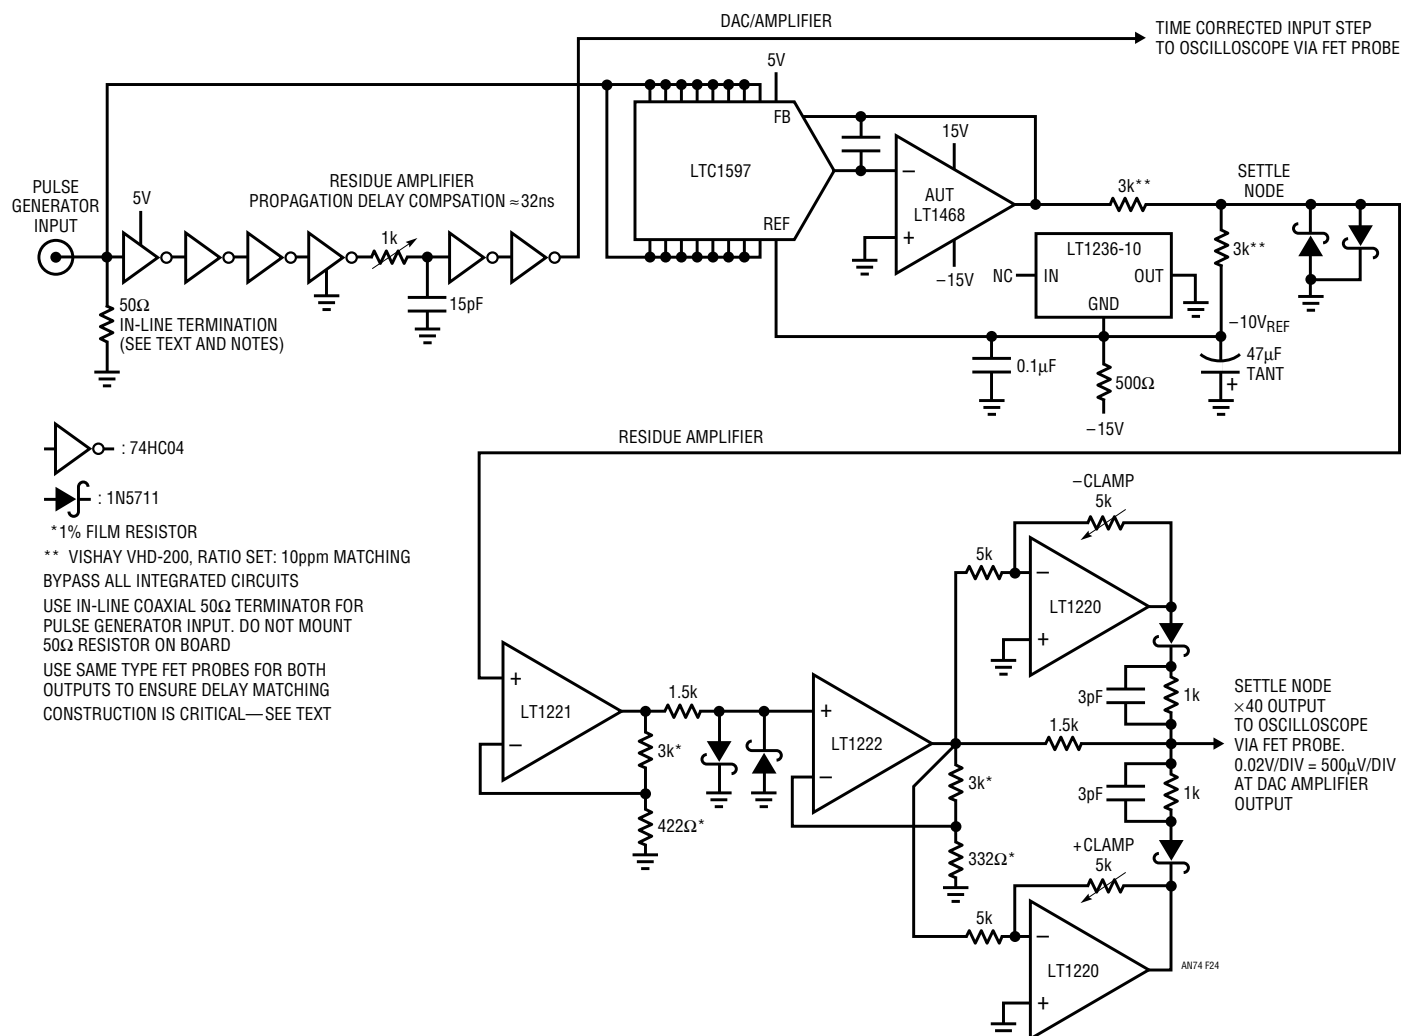 DAC/AMPLIFIER
TIME CORRECTED INPUT STEP
TO OSCILLOSCOPE VIA FET PROBE
5V
FB
LTC1597
REF
15V
−
AUT
LT1468
+
−15V
3k**
SETTLE
NODE
PULSE
GENERATOR
INPUT
5V
RESIDUE AMPLIFIER
PROPAGATION DELAY COMPSATION ≈32ns
1k
15pF
50Ω
IN-LINE TERMINATION
(SEE TEXT AND NOTES)
LT1236-10
NC
IN
OUT
GND
3k**
−10VREF
0.1µF
500Ω
−15V
47µF
TANT
+
: 74HC04
: 1N5711
*1% FILM RESISTOR
** VISHAY VHD-200, RATIO SET: 10ppm MATCHING
BYPASS ALL INTEGRATED CIRCUITS
USE IN-LINE COAXIAL 50Ω TERMINATOR FOR
PULSE GENERATOR INPUT. DO NOT MOUNT
50Ω RESISTOR ON BOARD
USE SAME TYPE FET PROBES FOR BOTH
OUTPUTS TO ENSURE DELAY MATCHING
CONSTRUCTION IS CRITICAL—SEE TEXT
RESIDUE AMPLIFIER
+
LT1221
−
1.5k
3k*
422Ω*
+
LT1222
−
3k*
332Ω*
−CLAMP
5k
5k
−
LT1220
+
3pF
1k
1.5k
3pF
1k
SETTLE NODE
×40 OUTPUT
TO OSCILLOSCOPE
VIA FET PROBE.
0.02V/DIV = 500µV/DIV
AT DAC AMPLIFIER
OUTPUT
+CLAMP
5k
5k
−
LT1220
+
AN74 F24